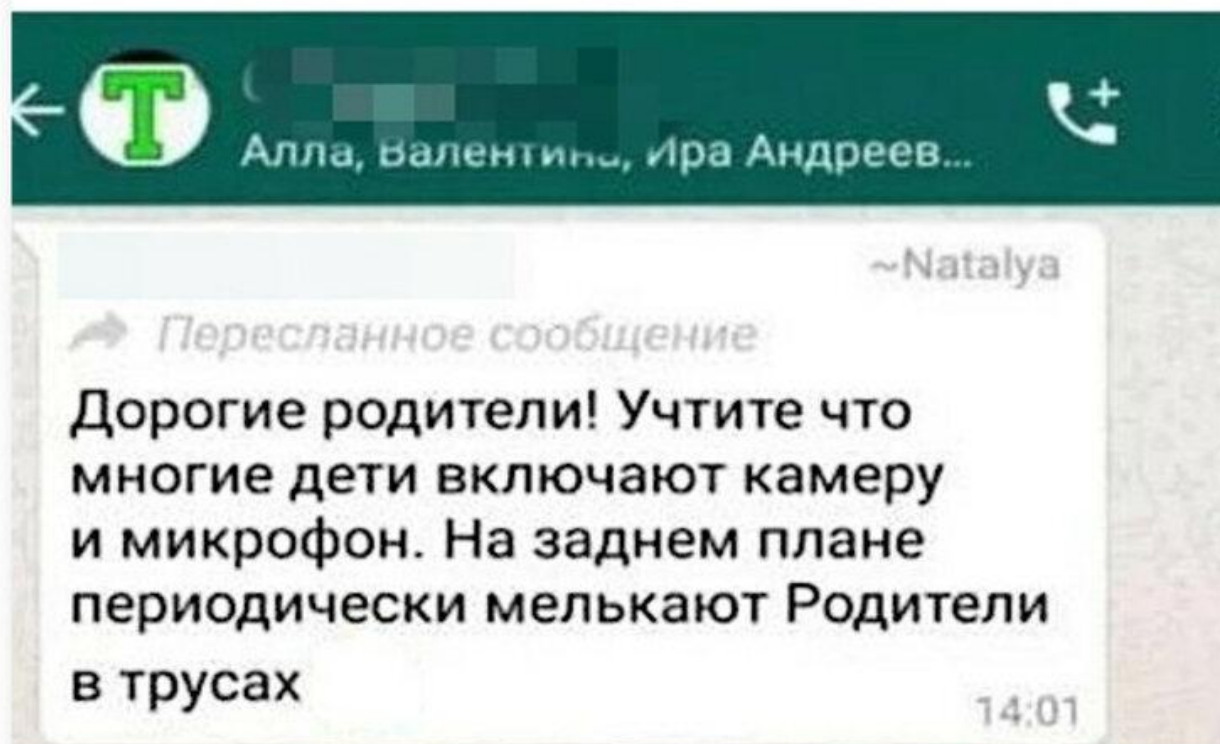 T
Алла, Валентина, Ира Андреев...
~Natalya
Пересланное сообщение
Дорогие родители! Учтите что
многие дети включают камеру
и микрофон. На заднем плане
периодически мелькают Родители
в трусах
14:01